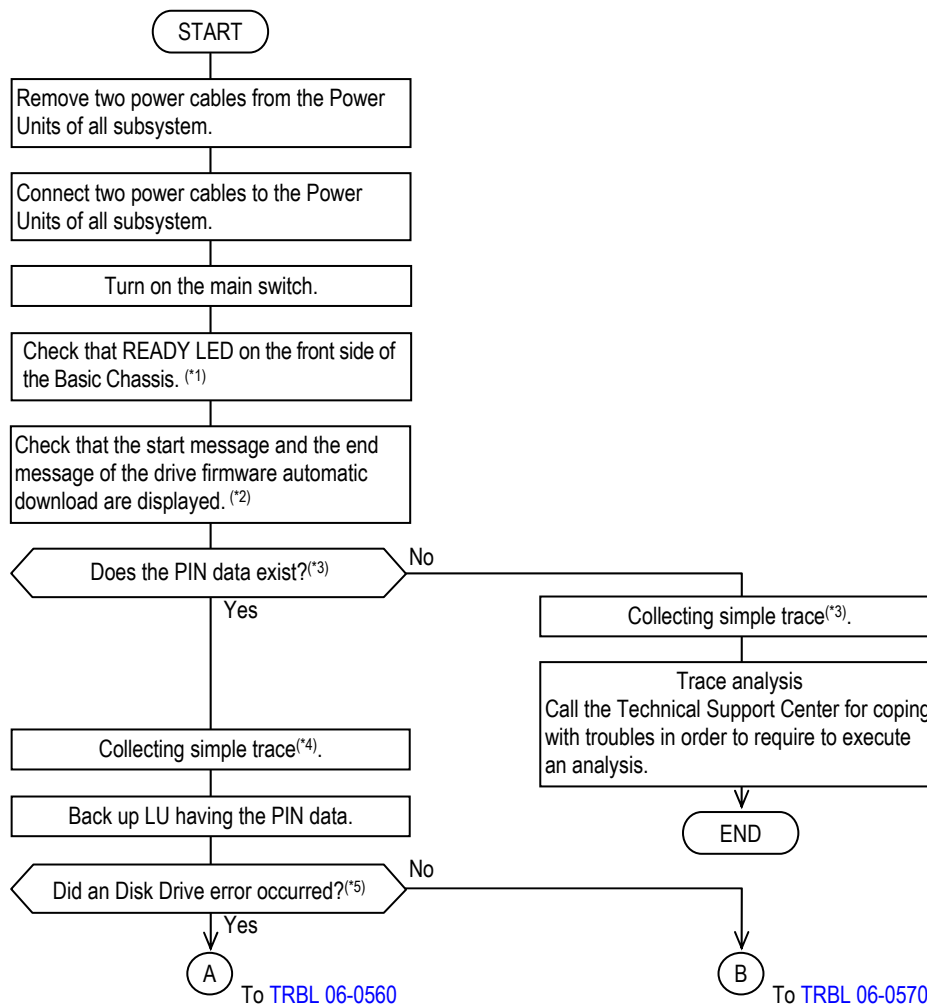 START
Remove two power cables from the Power
Units of all subsystem.
Connect two power cables to the Power
Units of all subsystem.
Turn on the main switch.
Check that READY LED on the front side of
the Basic Chassis. (*1)
Check that the start message and the end
message of the drive firmware automatic
download are displayed. (*2)
Does the PIN data exist?(*3)
No
Yes
Collecting simple trace(*3).
Trace analysis
Call the Technical Support Center for coping
with troubles in order to require to execute
an analysis.
END
Collecting simple trace(*4).
Back up LU having the PIN data.
Did an Disk Drive error occurred?(*5)
No
Yes
A
To TRBL 06-0560
B
To TRBL 06-0570